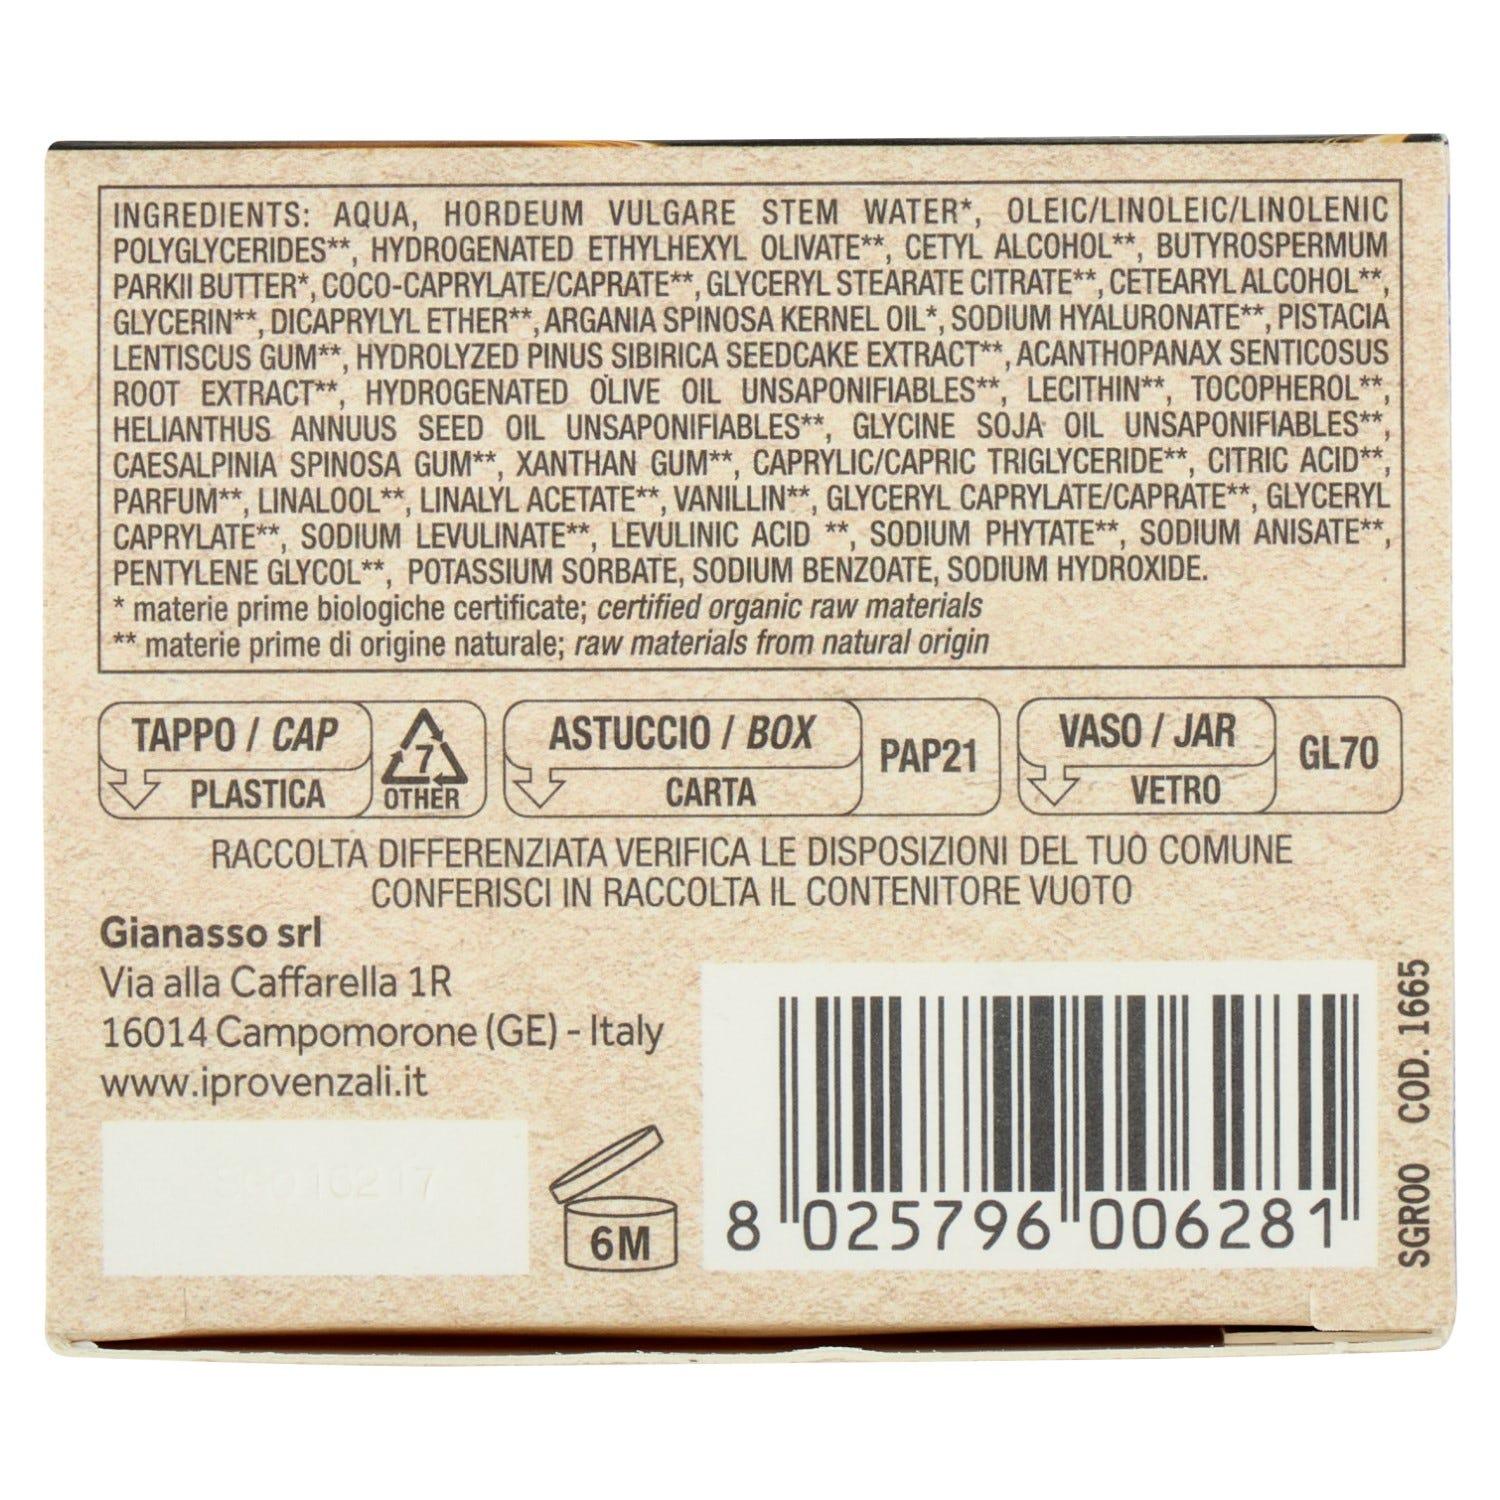 INGREDIENTS: AQUA, HORDEUM VULGARE STEM WATER*, OLEIC/LINOLEIC/LINOLENIC
POLYGLYCERIDES**, HYDROGENATED ETHYLHEXYL OLIVATE**, CETYL ALCOHOL**, BUTYROSPERMUM
PARKII BUTTER*, COCO-CAPRYLATE/CAPRATE**, GLYCERYL STEARATE CITRATE**, CETEARYL ALCOHOL**,
GLYCERIN**, DICAPRYLYL ETHER**, ARGANIA SPINOSA KERNEL OIL*, SODIUM HYALURONATE**, PISTACIA
LENTISCUS GUM**, HYDROLYZED PINUS SIBIRICA SEEDCAKE EXTRACT**, ACANTHOPANAX SENTICOSUS
ROOT EXTRACT**, HYDROGENATED OLIVE OIL UNSAPONIFIABLES**, LECITHIN**, TOCOPHEROL**,
HELIANTHUS ANNUUS SEED OIL UNSAPONIFIABLES**, GLYCINE SOJA OIL UNSAPONIFIABLES**,
CAESALPINIA SPINOSA GUM**, XANTHAN GUM**, CAPRYLIC/CAPRIC TRIGLYCERIDE**, CITRIC ACID**,
PARFUM**, LINALOOL**, LINALYL ACETATE**, VANILLIN**, GLYCERYL CAPRYLATE/CAPRATE**, GLYCERYL
CAPRYLATE**, SODIUM LEVULINATE**, LEVULINIC ACID **, SODIUM PHYTATE**, SODIUM ANISATE**,
PENTYLENE GLYCOL**, POTASSIUM SORBATE, SODIUM BENZOATE, SODIUM HYDROXIDE.
* materie prime biologiche certificate; certified organic raw materials
** materie prime di origine naturale; raw materials from natural origin
TAPPO / CAP
PLASTICA
7
OTHER
ASTUCCIO / BOX
CARTA
PAP21
VASO / JAR
VETRO
GL70
RACCOLTA DIFFERENZIATA VERIFICA LE DISPOSIZIONI DEL TUO COMUNE
CONFERISCI IN RACCOLTA IL CONTENITORE VUOTO
Gianasso srl
Via alla Caffarella 1R
16014 Campomorone (GE) - Italy
www.iprovenzali.it
6M
8 025796 006281
SGR00 COD. 1665